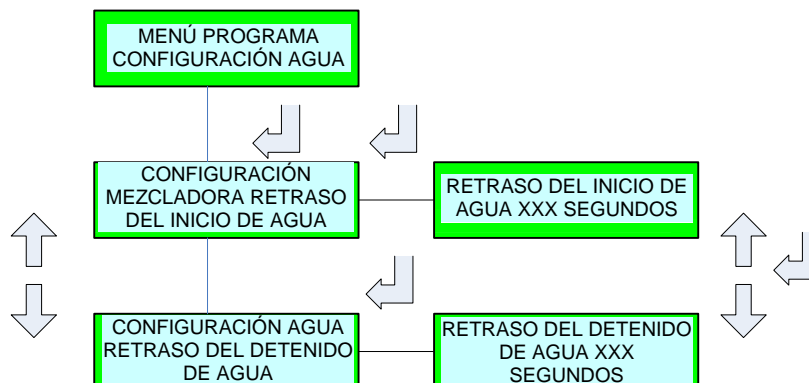 MENÚ PROGRAMA
CONFIGURACIÓN AGUA
CONFIGURACIÓN
MEZCLADORA RETRASO
DEL INICIO DE AGUA
RETRASO DEL INICIO DE
AGUA XXX SEGUNDOS
CONFIGURACIÓN AGUA
RETRASO DEL DETENIDO
DE AGUA
RETRASO DEL DETENIDO
DE AGUA XXX
SEGUNDOS